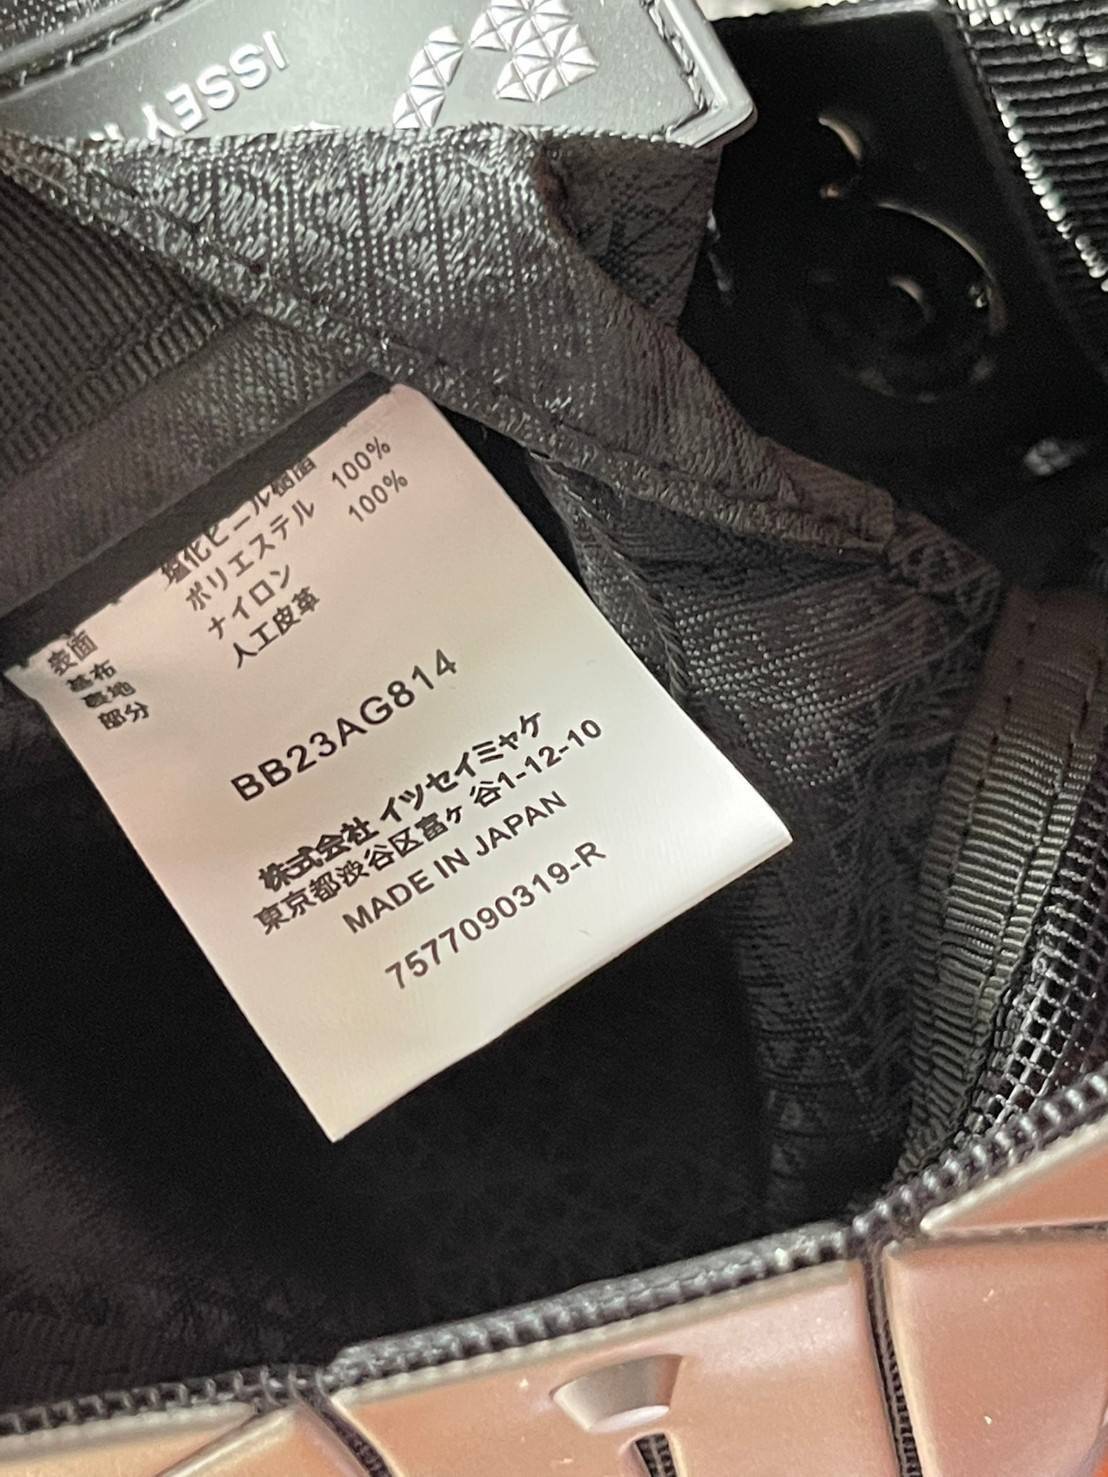 ISSEY
表面 塩化ビニール樹脂
基布 ポリエステル 100%
裏地 ナイロン 100%
部分 人工皮革
BB23AG814
株式会社 イッセイミャケ
東京都渋谷区富ヶ谷1-12-10
MADE IN JAPAN
7577090319-R